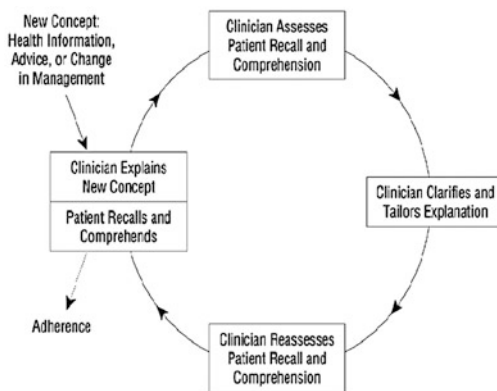 New Concept:
Health Information,
Advice, or Change
in Management
Clinician Assesses
Patient Recall and
Comprehension
Clinician Explains
New Concept
Patient Recalls and
Comprehends
Clinician Clarifies and
Tailors Explanation
Adherence
Clinician Reassesses
Patient Recall and
Comprehension